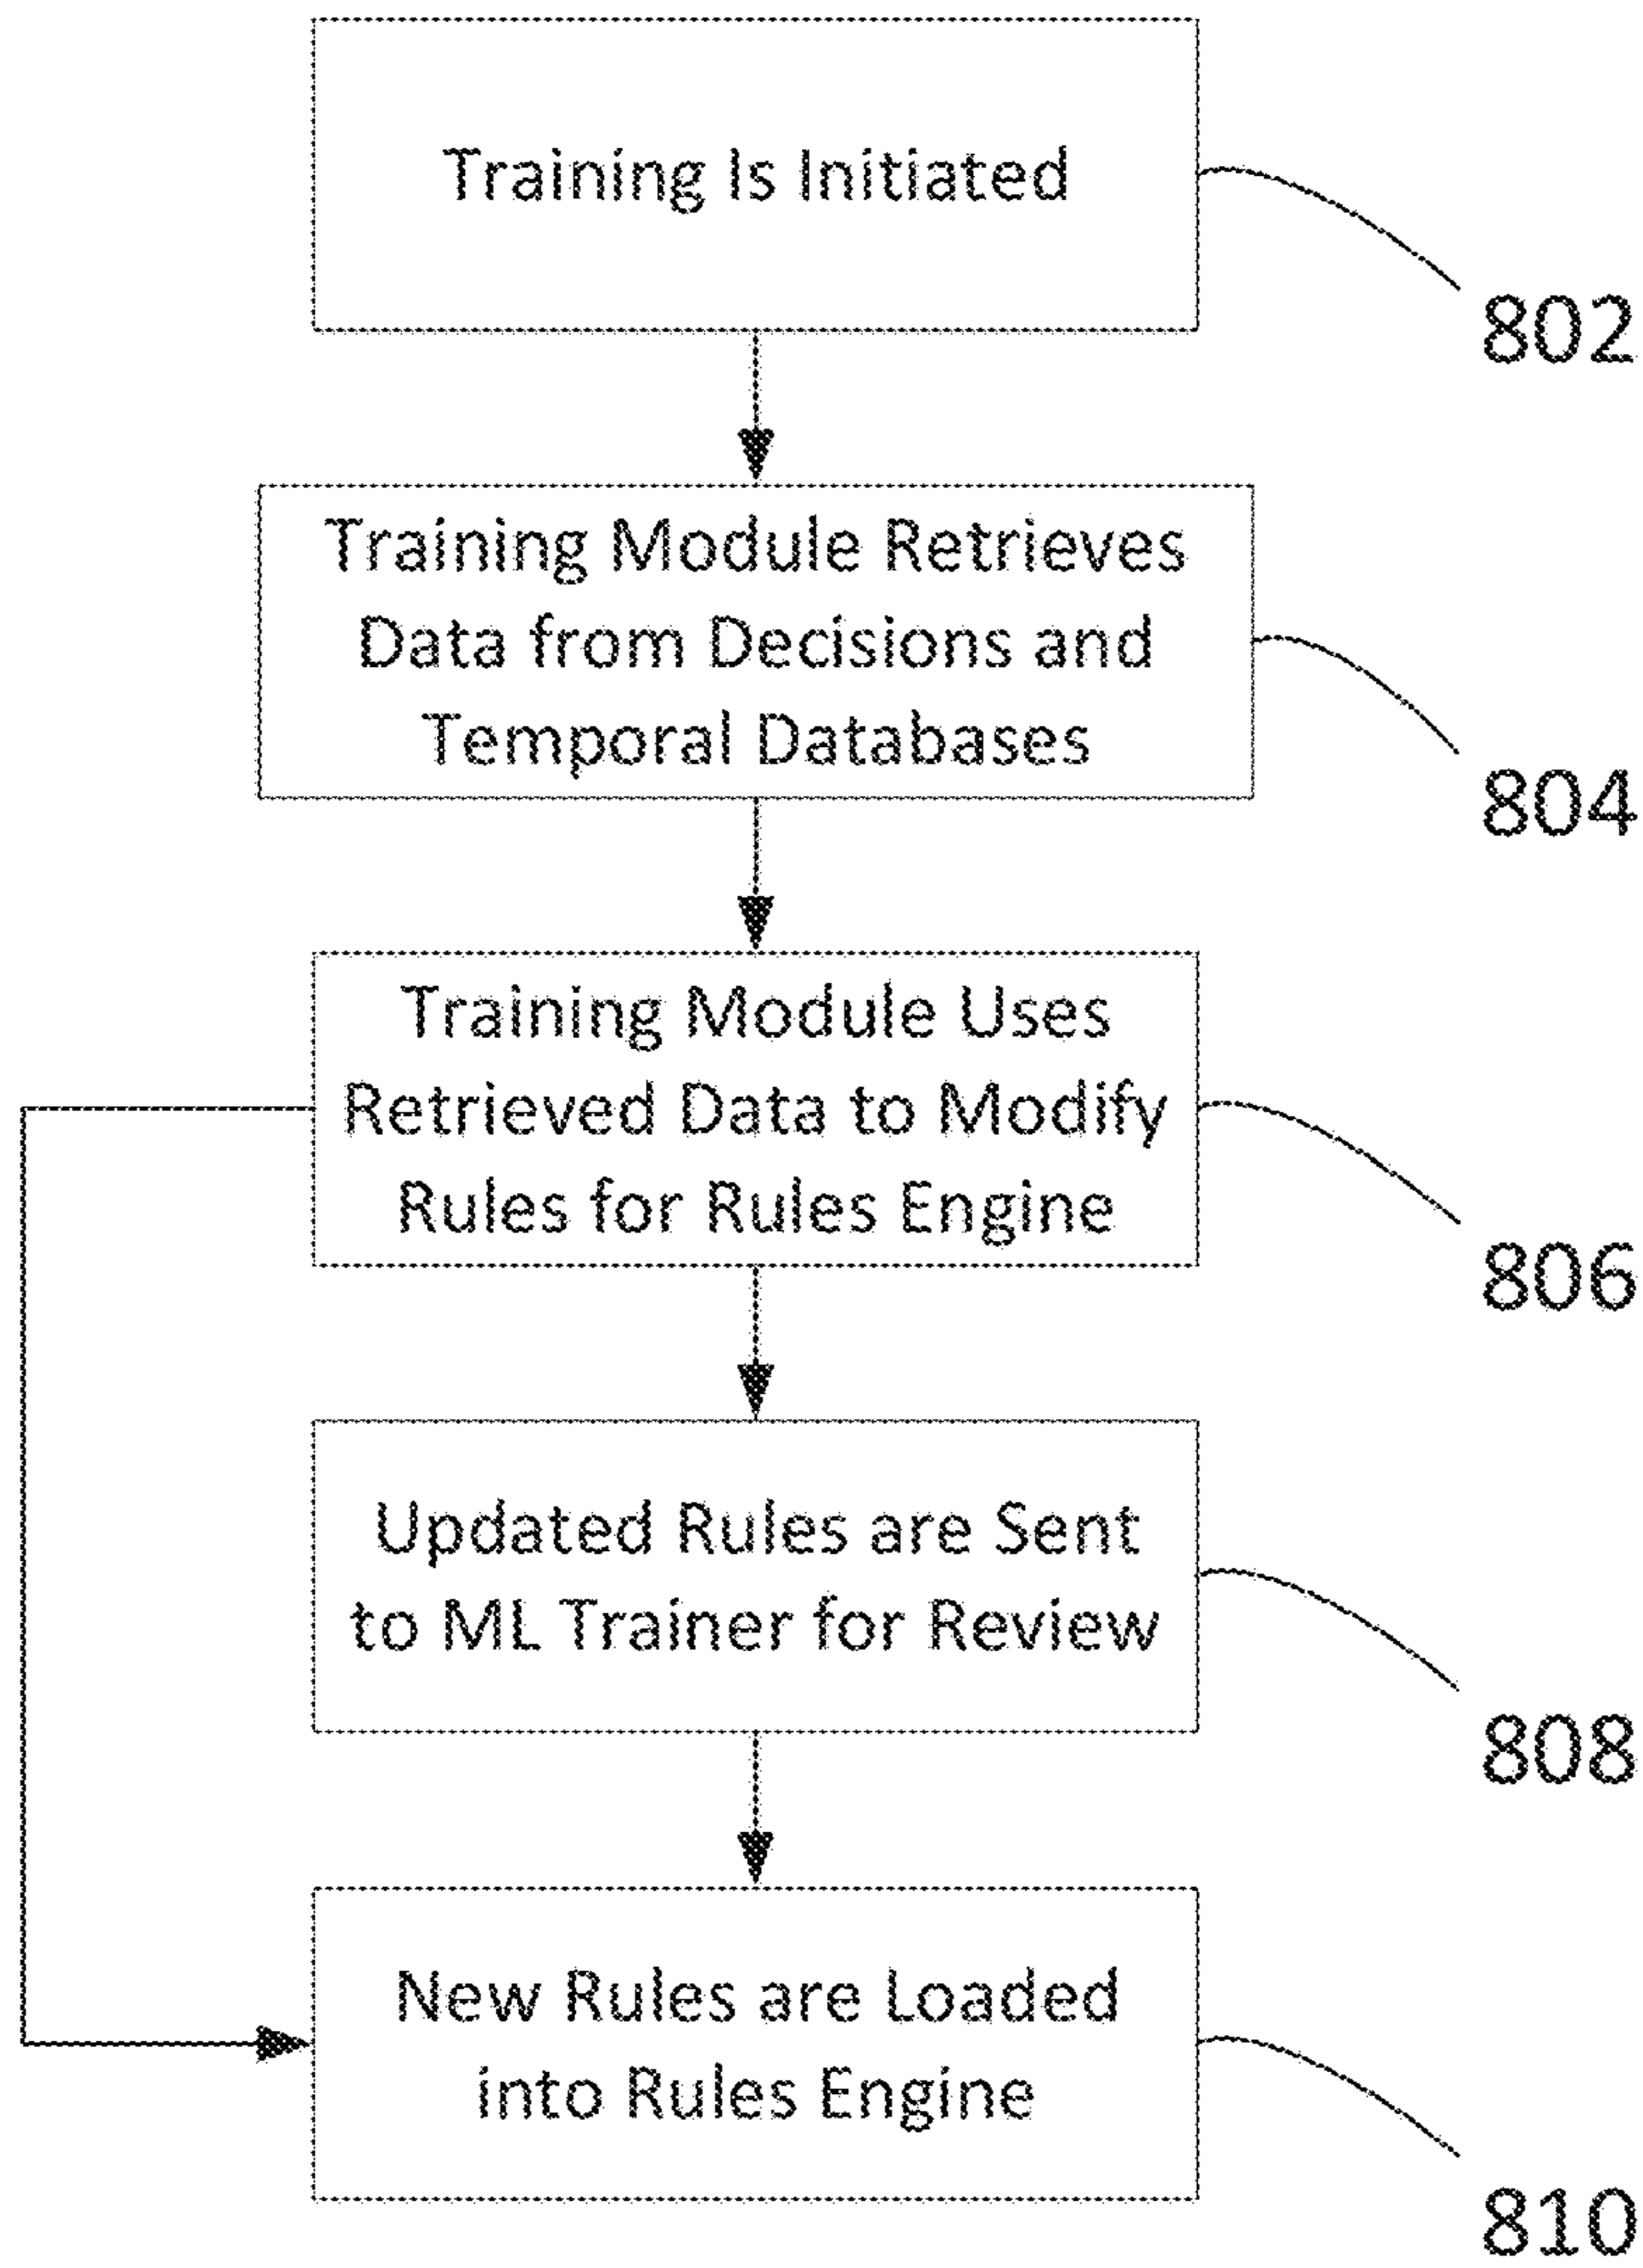 Training Is Initiated
802
Training Module Retrieves
Data from Decisions and
Temporal Databases
804
Training Module Uses
Retrieved Data to Modify
Rules for Rules Engine
806
Updated Rules are Sent
to ML Trainer for Review
808
New Rules are Loaded
into Rules Engine
810